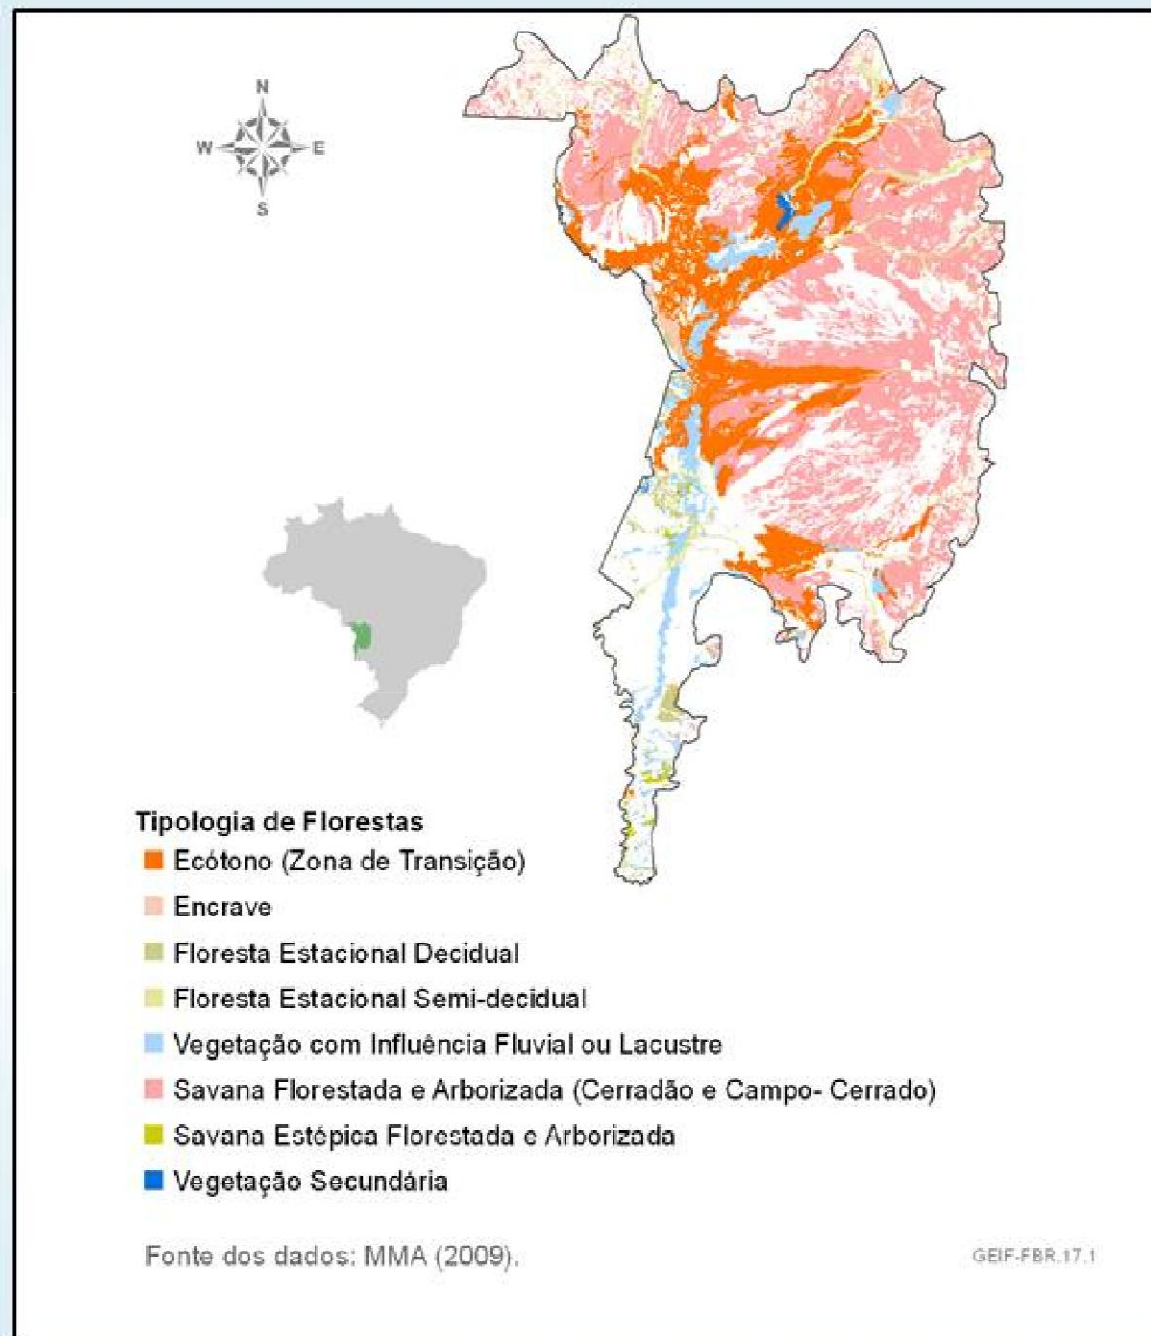 N
W E
S
Tipologia de Florestas
Ecótono (Zona de Transição)
Encrave
Floresta Estacional Decidual
Floresta Estacional Semi-decidual
Vegetação com Influência Fluvial ou Lacustre
Savana Florestada e Arborizada (Cerradão e Campo- Cerrado)
Savana Estépica Florestada e Arborizada
Vegetação Secundária
Fonte dos dados: MMA (2009).
GEIF-FBR.17.1